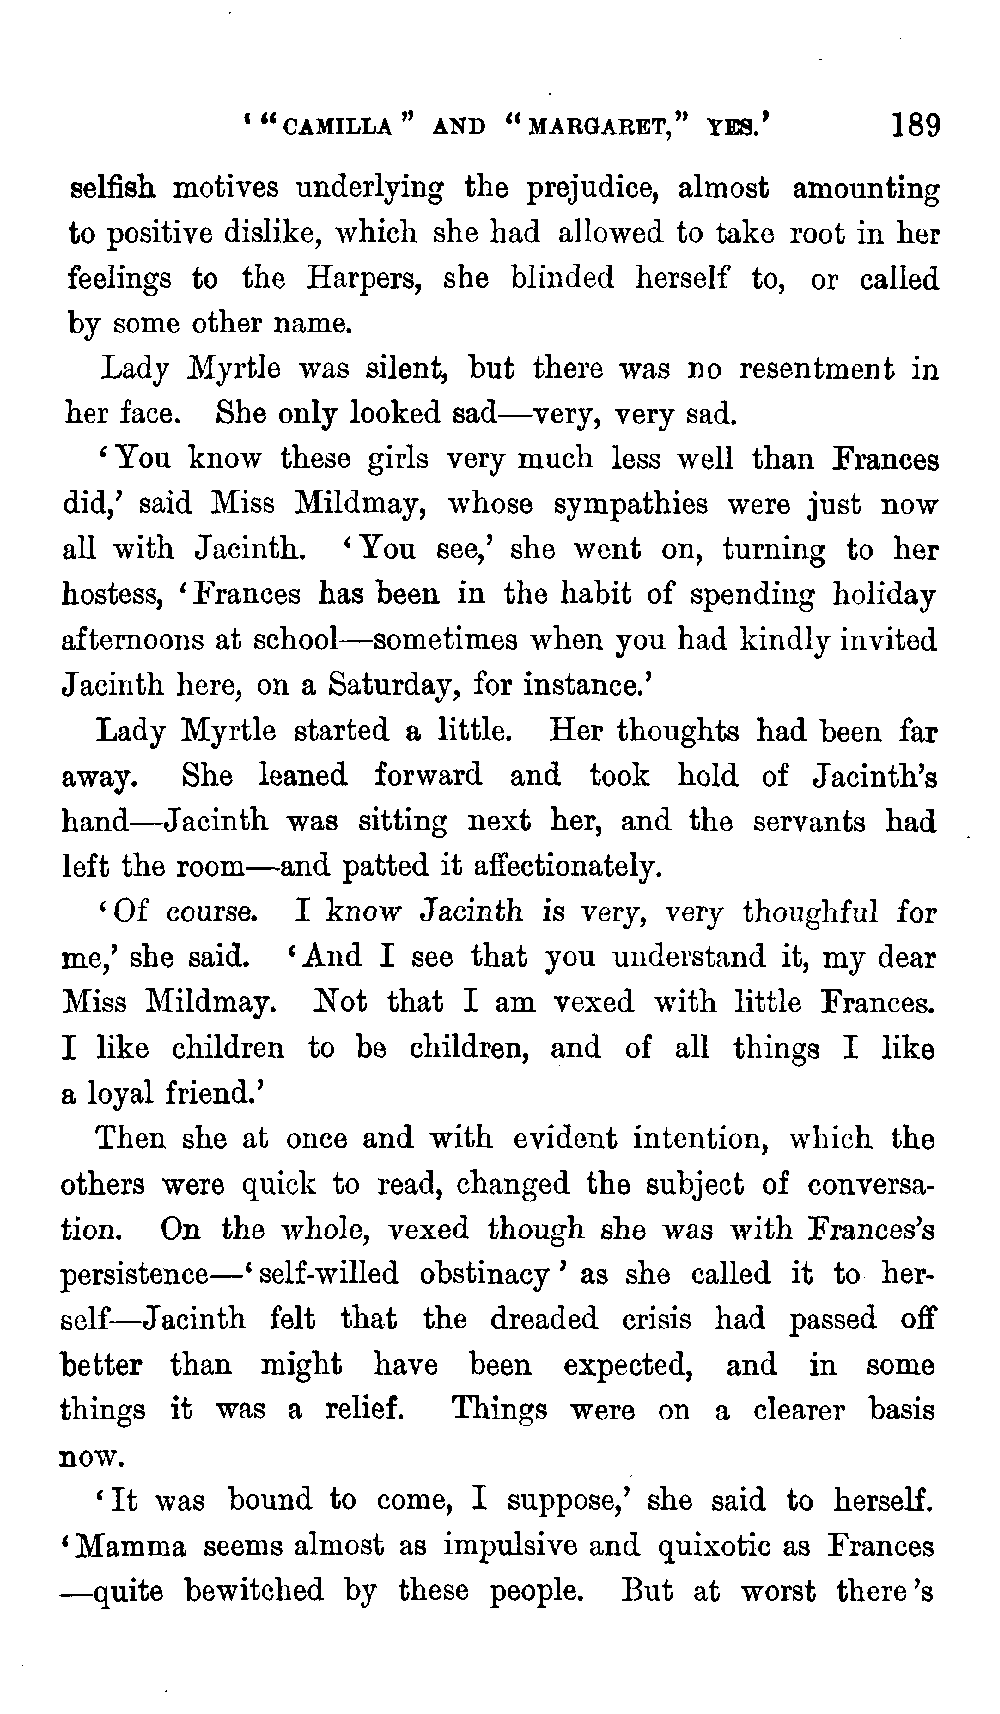 ‘“CAMILLA” AND “MARGARET,” YES.’ 189
selfish motives underlying the prejudice, almost amounting
to positive dislike, which she had allowed to take root in her
feelings to the Harpers, she blinded herself to, or called
by some other name.
Lady Myrtle was silent, but there was no resentment in
her face. She only looked sad—very, very sad.
‘You know these girls very much less well than Frances
did,’ said Miss Mildmay, whose sympathies were just now
all with Jacinth. ‘You see,’ she went on, turning to her
hostess, ‘Frances has been in the habit of spending holiday
afternoons at school—sometimes when you had kindly invited
Jacinth here, on a Saturday, for instance.’
Lady Myrtle started a little. Her thoughts had been far
away. She leaned forward and took hold of Jacinth’s
hand—Jacinth was sitting next her, and the servants had
left the room—and patted it affectionately.
‘Of course. I know Jacinth is very, very thoughful for
me,’ she said. ‘And I see that you understand it, my dear
Miss Mildmay. Not that I am vexed with little Frances.
I like children to be children, and of all things I like
a loyal friend.’
Then she at once and with evident intention, which the
others were quick to read, changed the subject of conversa-
tion. On the whole, vexed though she was with Frances’s
persistence—‘self-willed obstinacy’ as she called it to her-
self—Jacinth felt that the dreaded crisis had passed off
better than might have been expected, and in some
things it was a relief. Things were on a clearer basis
now.
‘It was bound to come, I suppose,’ she said to herself.
‘Mamma seems almost as impulsive and quixotic as Frances
—quite bewitched by these people. But at worst there’s